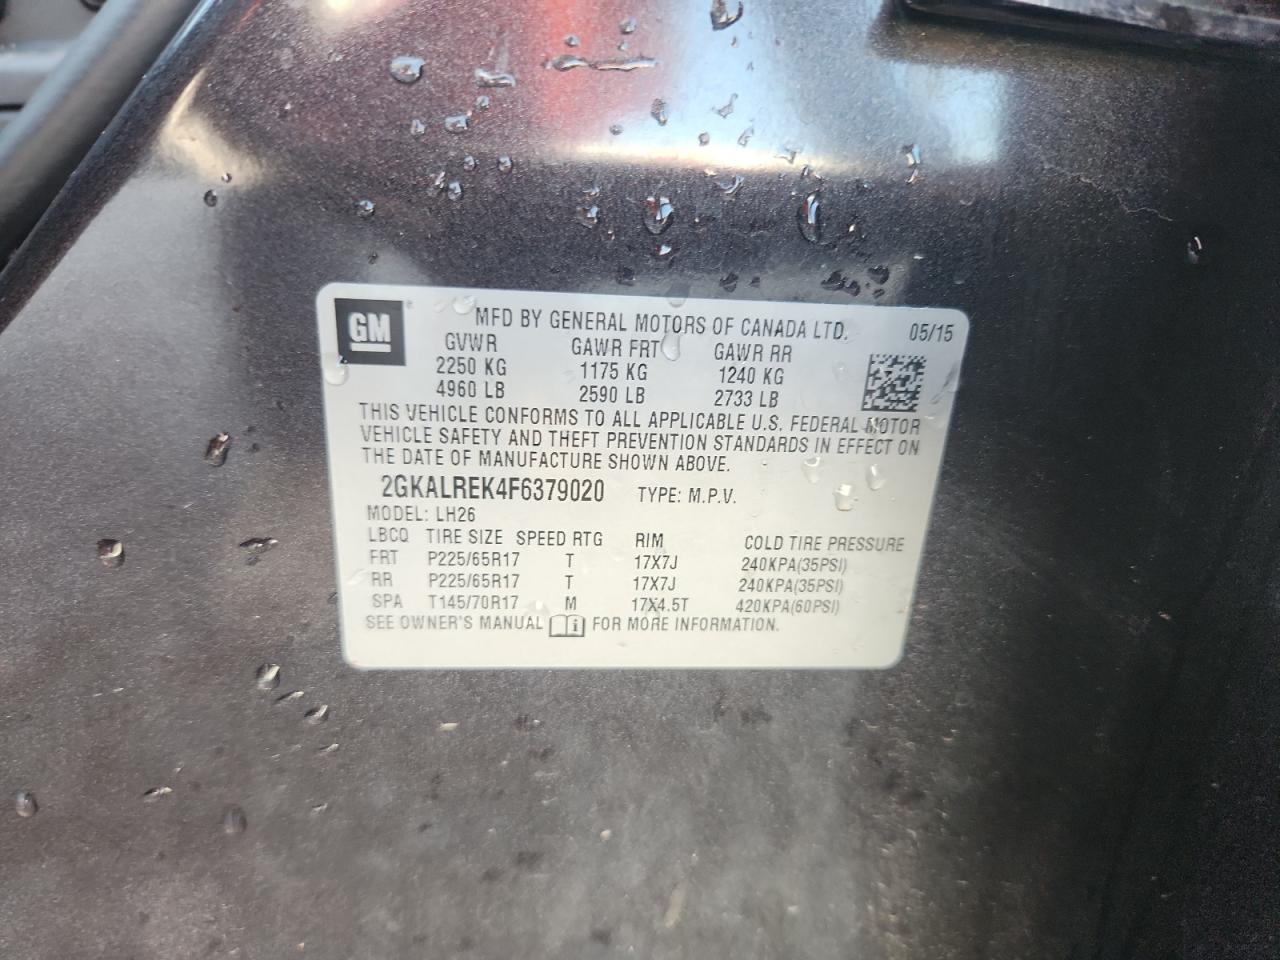 GM MFD BY GENERAL MOTORS OF CANADA LTD. 05/15
GVWR GAWR FRT GAWR RR
2250 KG 1175 KG 1240 KG
4960 LB 2590 LB 2733 LB
THIS VEHICLE CONFORMS TO ALL APPLICABLE U.S. FEDERAL MOTOR
VEHICLE SAFETY AND THEFT PREVENTION STANDARDS IN EFFECT ON
THE DATE OF MANUFACTURE SHOWN ABOVE.
2GKALREK4F6379020 TYPE: M.P.V.
MODEL: LH26
LBCQ TIRE SIZE SPEED RTG RIM COLD TIRE PRESSURE
FRT P225/65R17 T 17X7J 240KPA(35PSI)
RR P225/65R17 T 17X7J 240KPA(35PSI)
SPA T145/70R17 M 17X4.5T 420KPA(60PSI)
SEE OWNER'S MANUAL i FOR MORE INFORMATION.